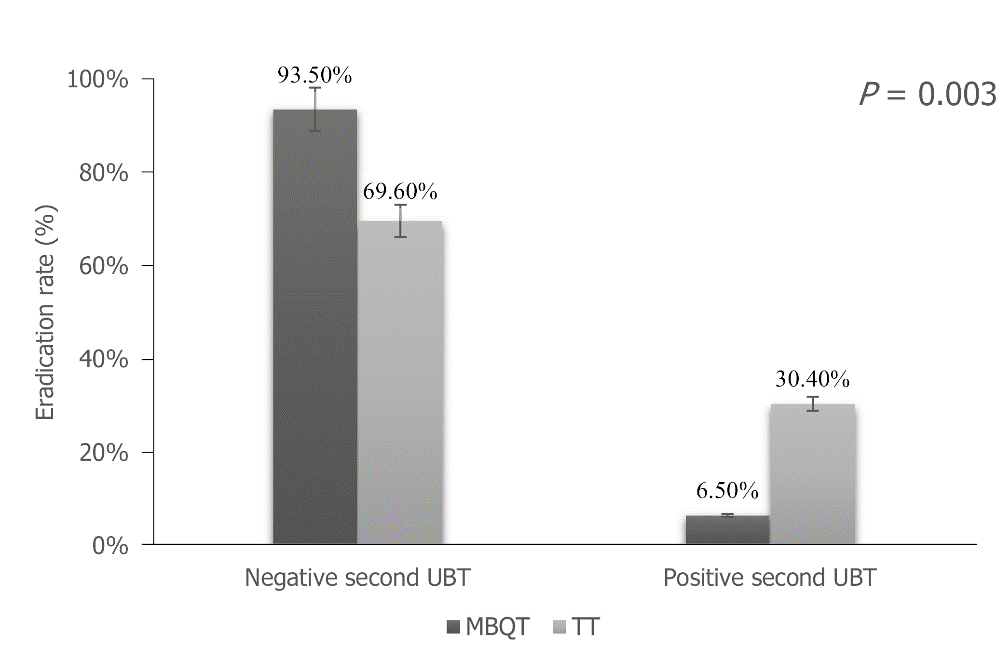 P = 0.003
Eradication rate (%)
100%
80%
60%
40%
20%
0%
93.50%
69.60%
6.50%
30.40%
Negative second UBT
Positive second UBT
MBQT
TT